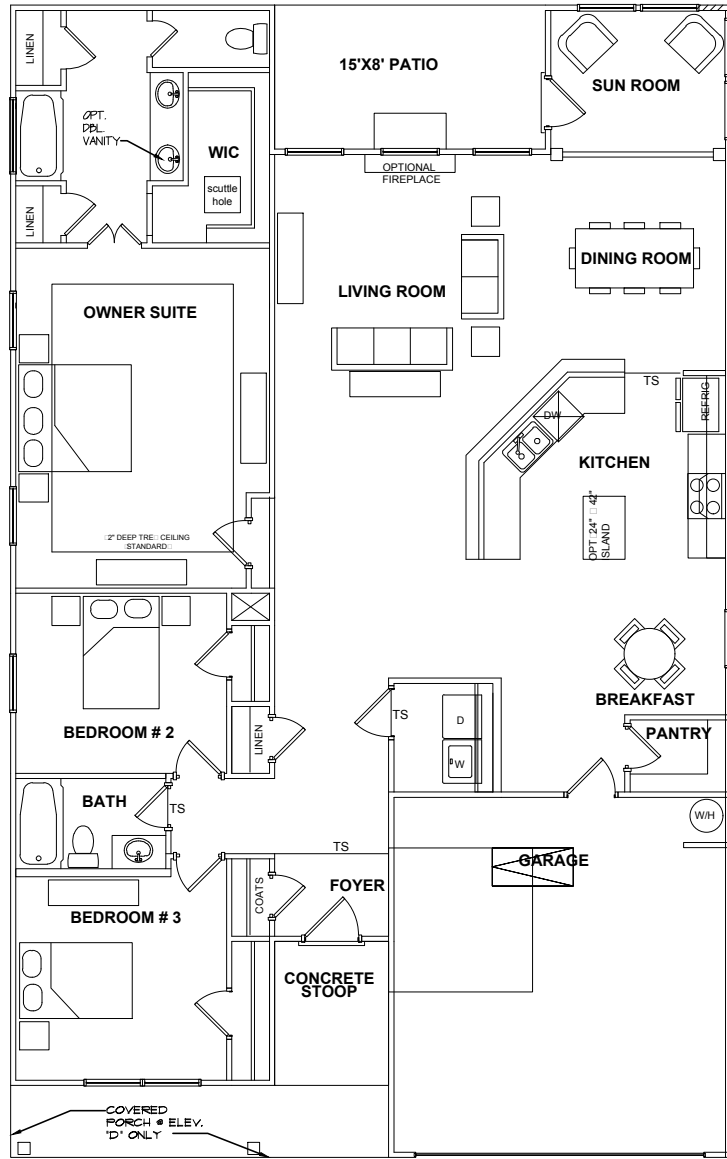 LINEN
15'X8' PATIO
SUN ROOM
OPT.
DBL.
VANITY
WIC
scuttle
hole
OPTIONAL
FIREPLACE
LINEN
DINING ROOM
LIVING ROOM
OWNER SUITE
TS
REFRIG
DW
KITCHEN
OPT 24" 42"
ISLAND
2" DEEP TRE CEILING
STANDARD
BREAKFAST
BEDROOM # 2
LINEN
TS
D
W
PANTRY
BATH
TS
W/H
TS
GARAGE
COATS
FOYER
BEDROOM # 3
CONCRETE
STOOP
COVERED
PORCH @ ELEV.
"D" ONLY